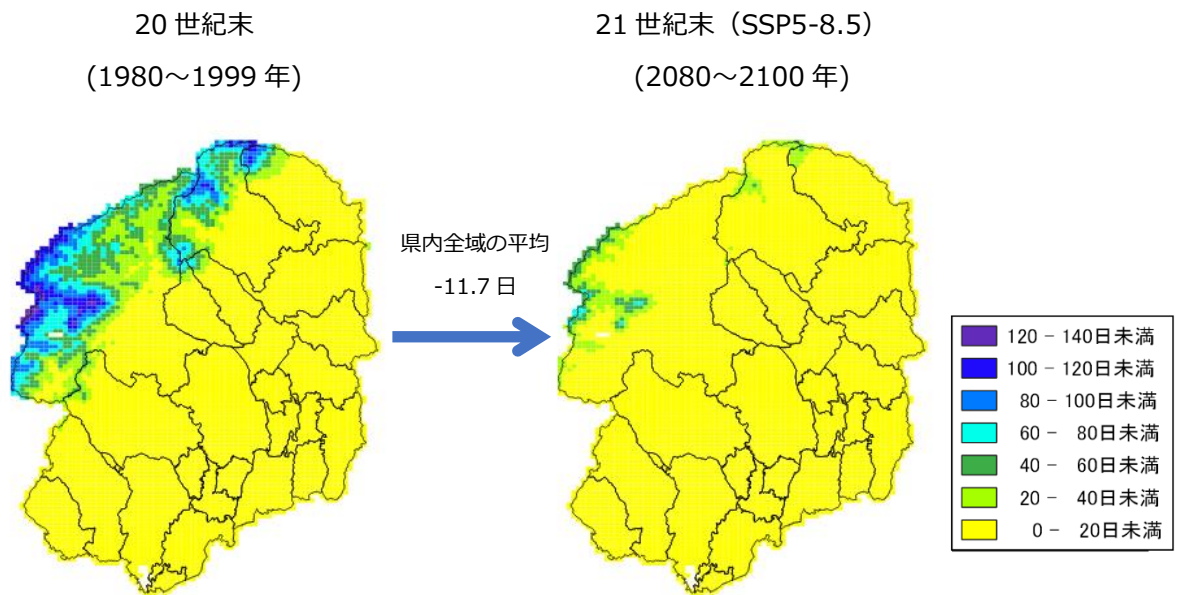 20 世紀末
(1980～1999 年)
21 世紀末（SSP5-8.5）
(2080～2100 年)
県内全域の平均
-11.7 日
120 － 140日未満
100 － 120日未満
80 － 100日未満
60 － 80日未満
40 － 60日未満
20 － 40日未満
0 － 20日未満